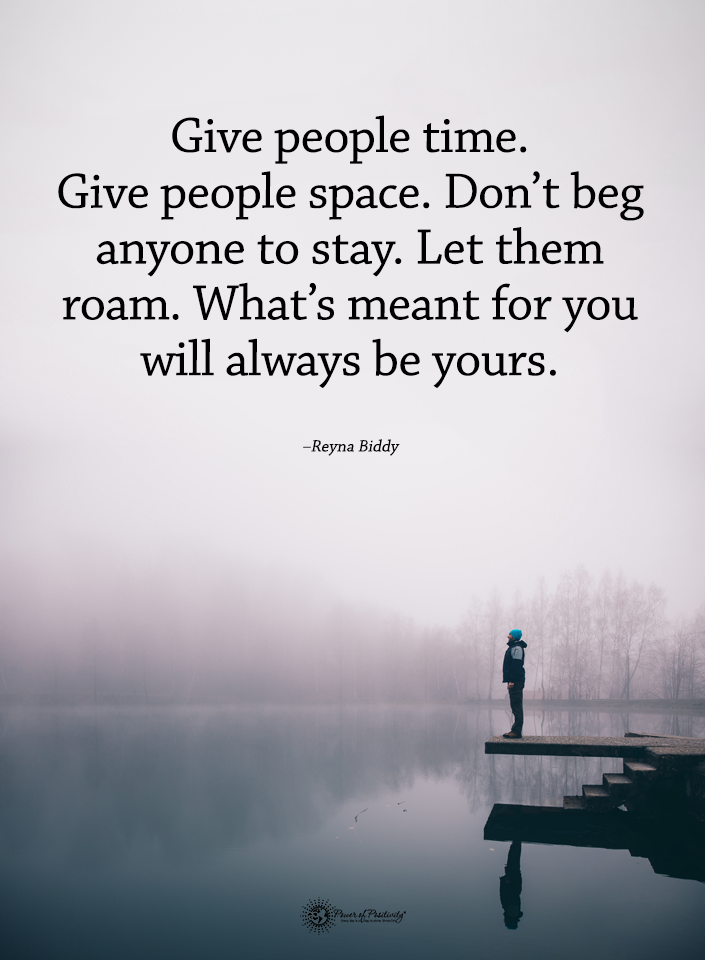 Give people time.
Give people space. Don’t beg
anyone to stay. Let them
roam. What’s meant for you
will always be yours.
–Reyna Biddy
Power of Positivity